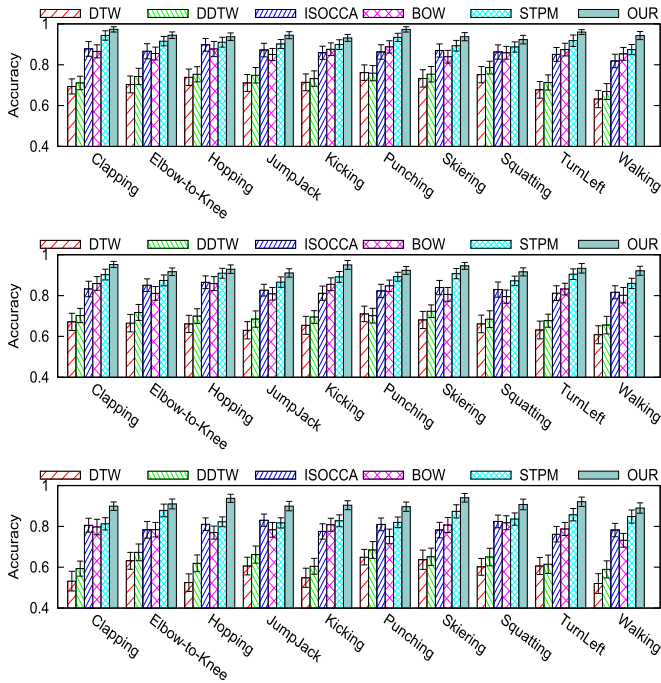 DTW DDTW ISOCCA BOW STPM OUR
1
0.8
0.6
0.4
Accuracy
Clapping Elbow-to-Knee Hopping JumpJack Kicking Punching Skiering Squatting TurnLeft Walking
DTW DDTW ISOCCA BOW STPM OUR
1
0.8
0.6
0.4
Accuracy
Clapping Elbow-to-Knee Hopping JumpJack Kicking Punching Skiering Squatting TurnLeft Walking
DTW DDTW ISOCCA BOW STPM OUR
1
0.8
0.6
0.4
Accuracy
Clapping Elbow-to-Knee Hopping JumpJack Kicking Punching Skiering Squatting TurnLeft Walking